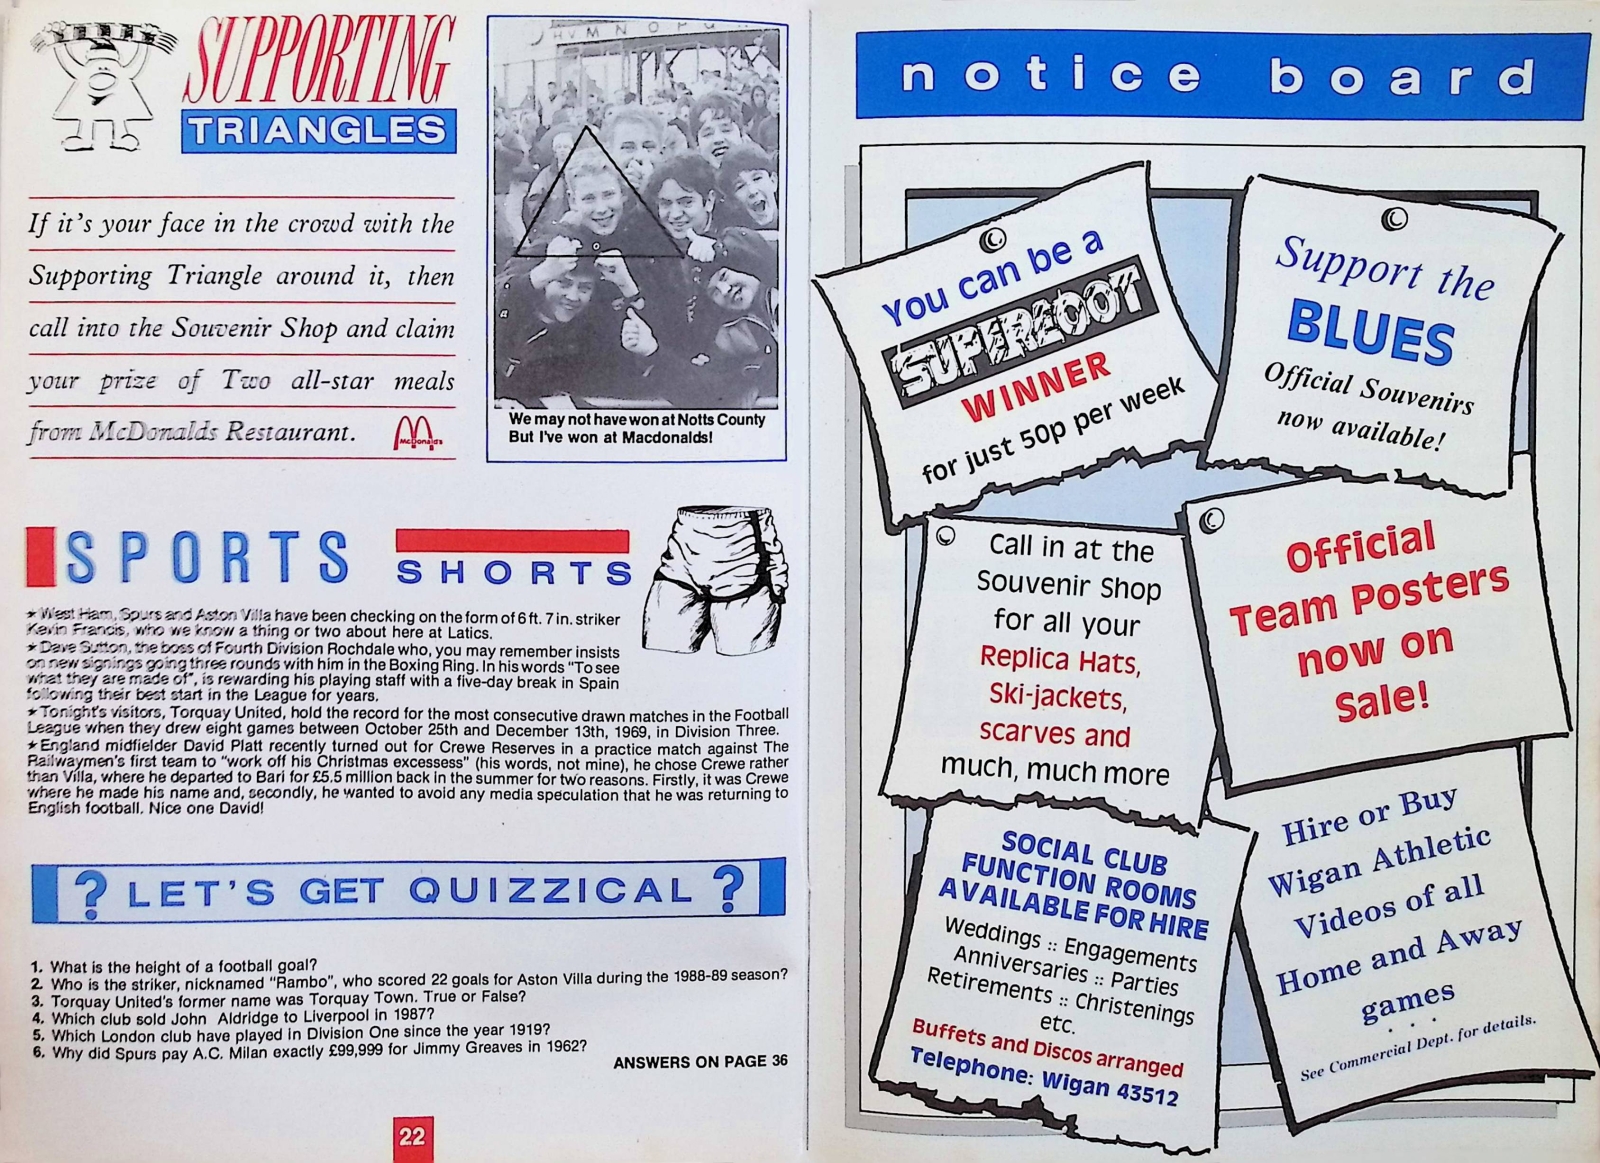 SUPPORTING
TRIANGLES
If it's your face in the crowd with the
Supporting Triangle around it, then
call into the Souvenir Shop and claim
your prize of Two all-star meals
from McDonalds Restaurant.
McDonald's
H V M N O P
We may not have won at Notts County
But I've won at Macdonalds!
SPORTS
SHORTS
★ West Ham, Spurs and Aston Villa have been checking on the form of 6 ft. 7 in. striker
Kevin Francis, who we know a thing or two about here at Latics.
★ Dave Sutton, the boss of Fourth Division Rochdale who, you may remember insists
on new signings going three rounds with him in the Boxing Ring. In his words "To see
what they are made of", is rewarding his playing staff with a five-day break in Spain
following their best start in the League for years.
★ Tonight's visitors, Torquay United, hold the record for the most consecutive drawn matches in the Football
League when they drew eight games between October 25th and December 13th, 1969, in Division Three.
★ England midfielder David Platt recently turned out for Crewe Reserves in a practice match against The
Railwaymen's first team to "work off his Christmas excessess" (his words, not mine), he chose Crewe rather
than Villa, where he departed to Bari for £5.5 million back in the summer for two reasons. Firstly, it was Crewe
where he made his name and, secondly, he wanted to avoid any media speculation that he was returning to
English football. Nice one David!
? LET'S GET QUIZZICAL ?
1. What is the height of a football goal?
2. Who is the striker, nicknamed "Rambo", who scored 22 goals for Aston Villa during the 1988-89 season?
3. Torquay United's former name was Torquay Town. True or False?
4. Which club sold John Aldridge to Liverpool in 1987?
5. Which London club have played in Division One since the year 1919?
6. Why did Spurs pay A.C. Milan exactly £99,999 for Jimmy Greaves in 1962?
ANSWERS ON PAGE 36
22
notice board
You can be a
SUPERLOOT
WINNER
for just 50p per week
Support the
BLUES
Official Souvenirs
now available!
Call in at the
Souvenir Shop
for all your
Replica Hats,
Ski-jackets,
scarves and
much, much more
Official
Team Posters
now on
Sale!
SOCIAL CLUB
FUNCTION ROOMS
AVAILABLE FOR HIRE
Weddings :: Engagements
Anniversaries :: Parties
Retirements :: Christenings
etc.
Buffets and Discos arranged
Telephone: Wigan 43512
Hire or Buy
Wigan Athletic
Videos of all
Home and Away
games
. . .
See Commercial Dept. for details.